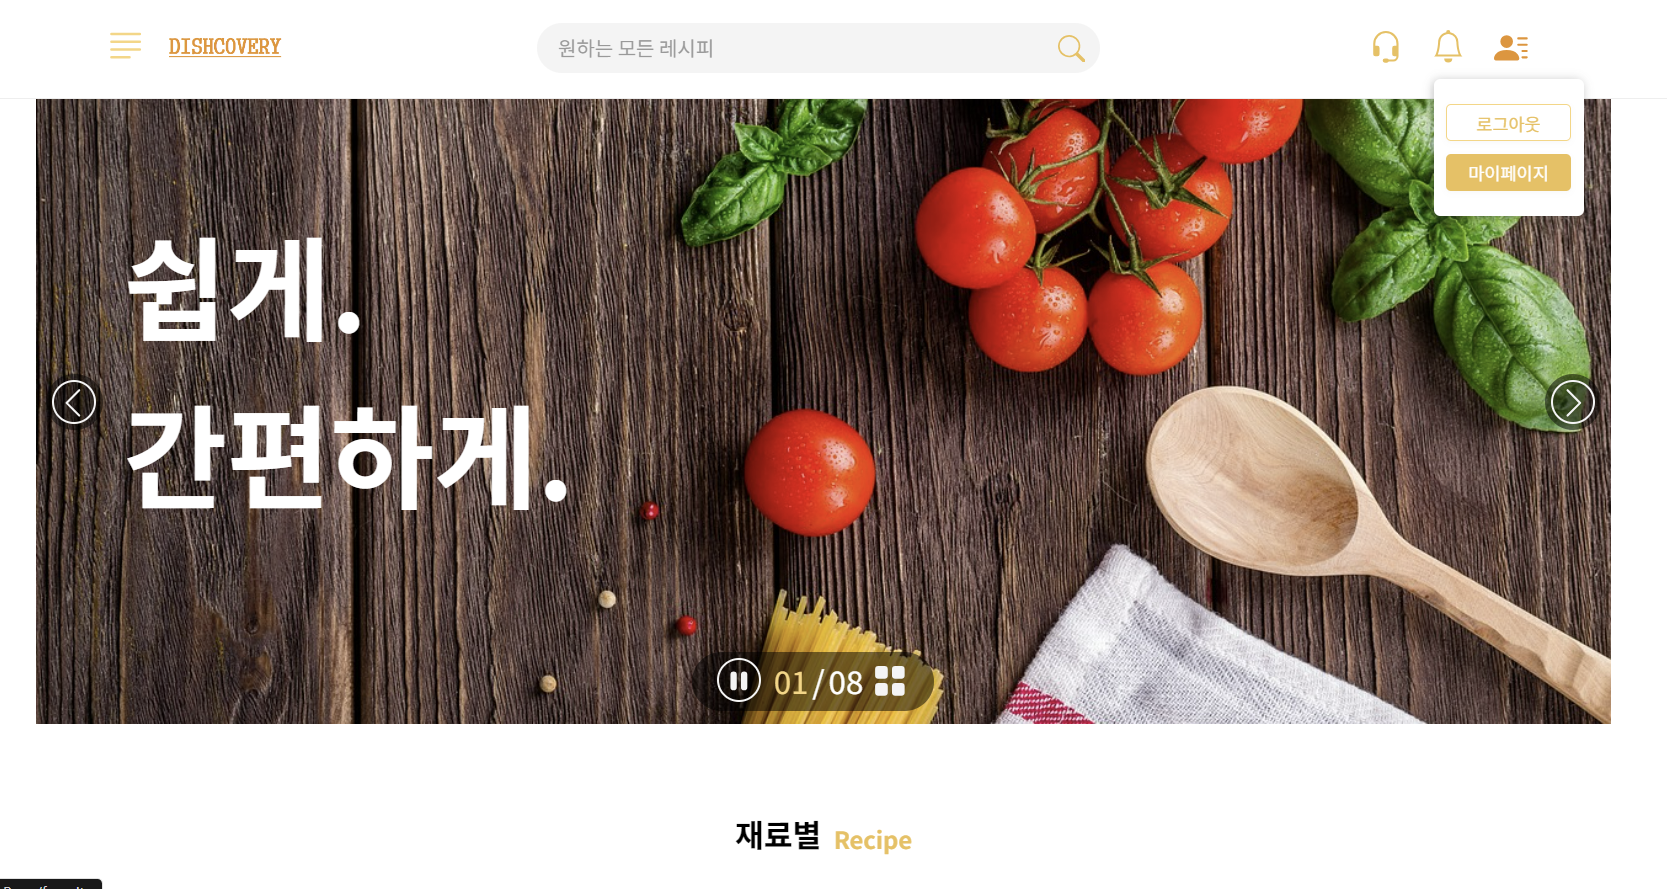 DISHCOVERY
원하는 모든 레시피
로그아웃
마이페이지
쉽게.
간편하게.
01/08
재료별 Recipe